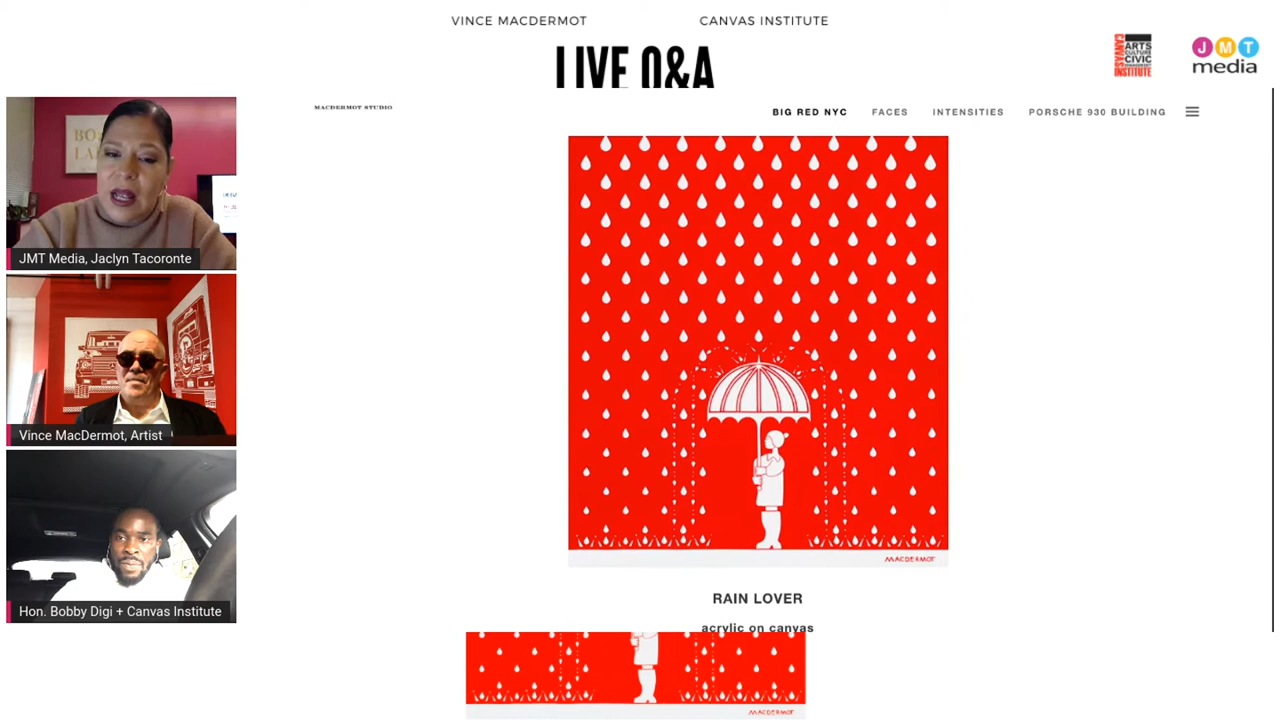 VINCE MACDERMOT
CANVAS INSTITUTE
LIVE Q&A
CANVAS
INSTITUTE
ARTS
CULTURE
CIVIC
JMT
media
MACDERMOT STUDIO
BIG RED NYC
FACES
INTENSITIES
PORSCHE 930 BUILDING
JMT Media, Jaclyn Tacoronte
Vince MacDermot, Artist
Hon. Bobby Digi + Canvas Institute
MACDERMOT
RAIN LOVER
acrylic on canvas
MACDERMOT